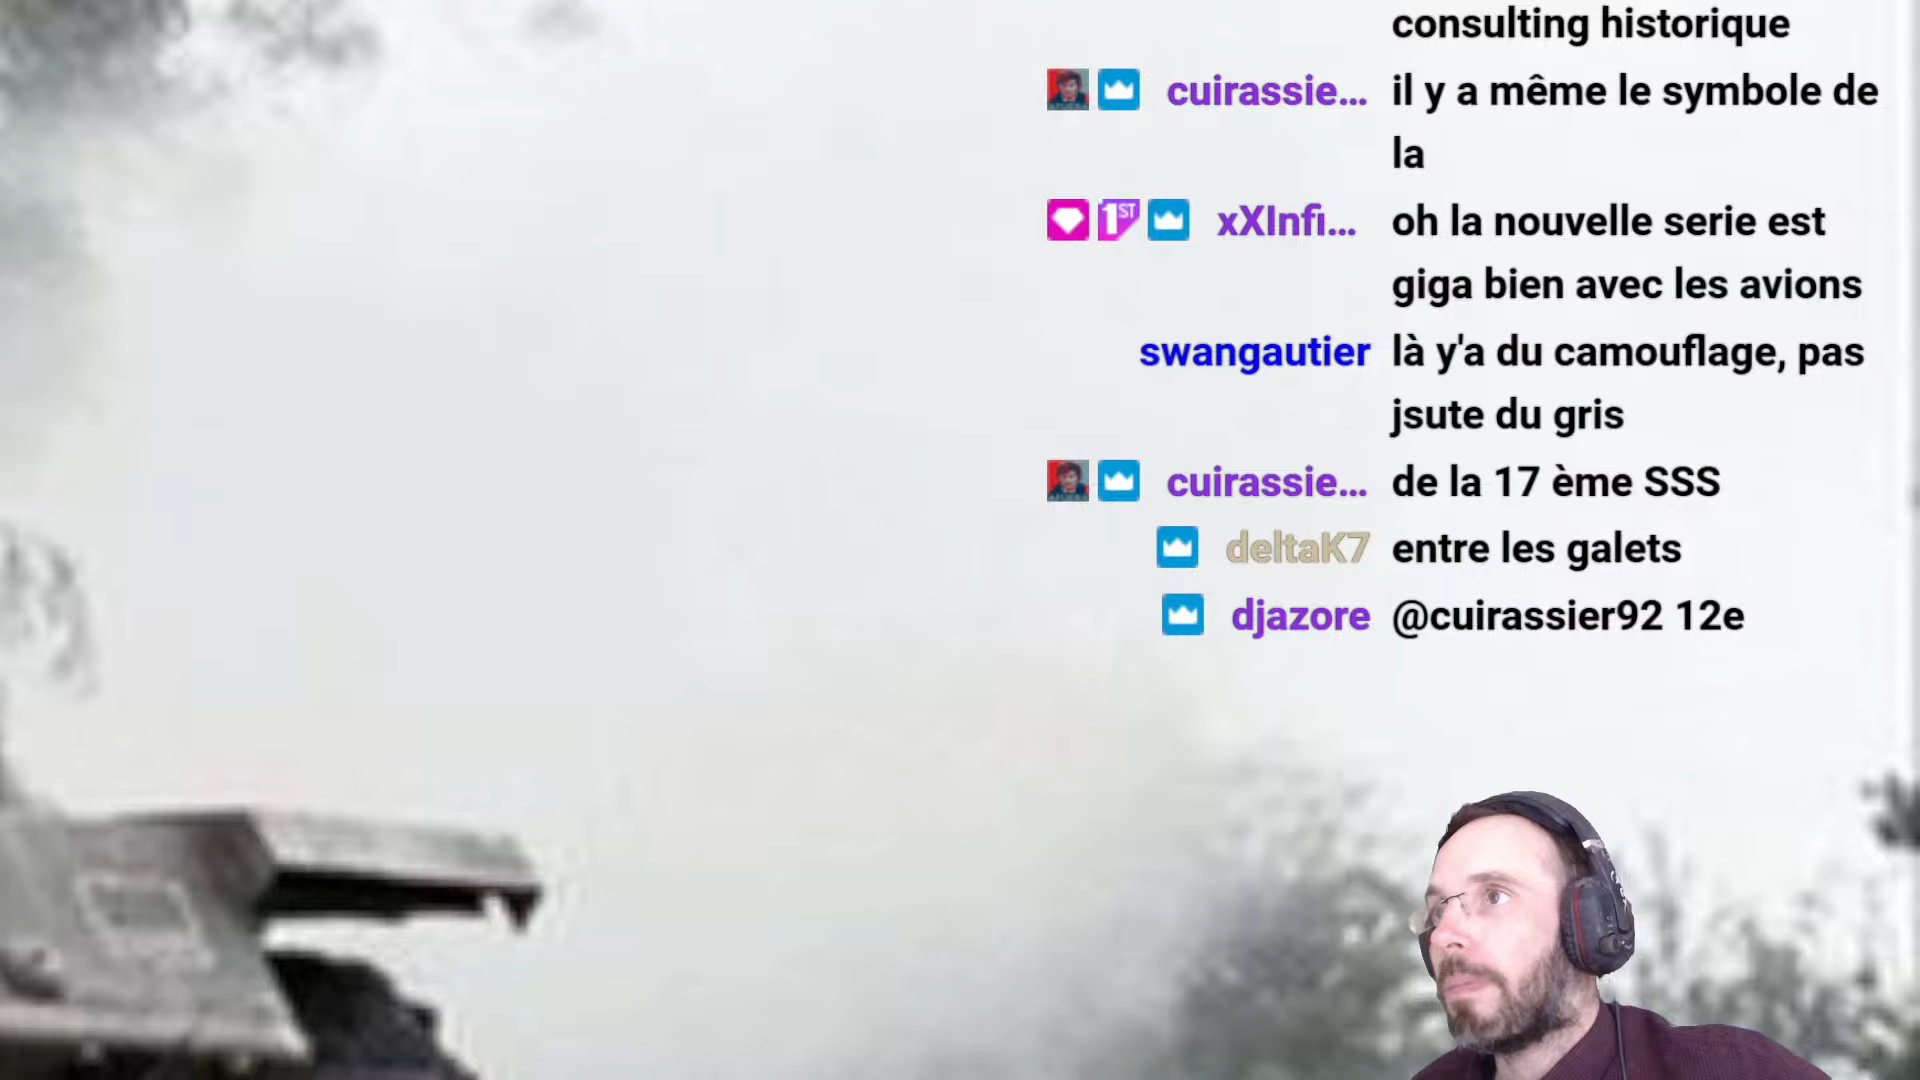 consulting historique
cuirassie... il y a même le symbole de
la
1ST xXInfi... oh la nouvelle serie est
giga bien avec les avions
swangautier là y'a du camouflage, pas
jsute du gris
cuirassie... de la 17 ème SSS
deltaK7 entre les galets
djazore @cuirassier92 12e